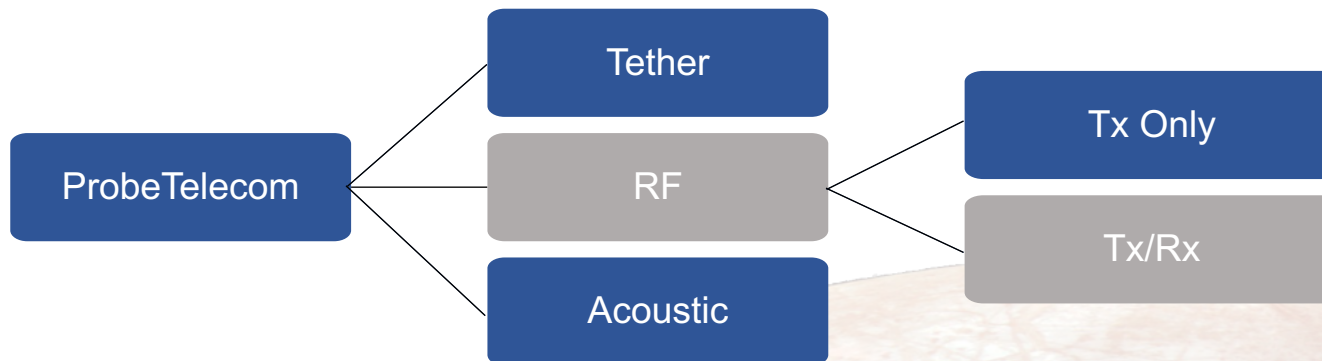 ProbeTelecom
Tether
RF
Acoustic
Tx Only
Tx/Rx